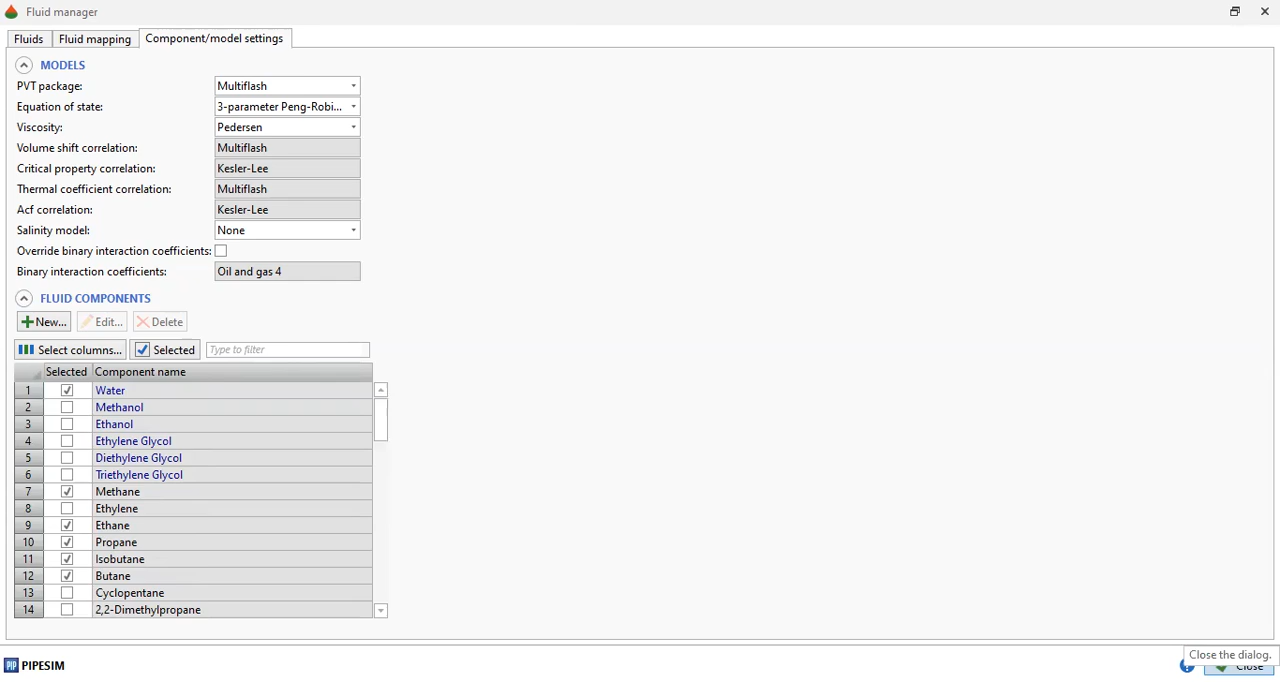 Fluid manager
Fluids Fluid mapping Component/model settings
MODELS
PVT package: Multiflash
Equation of state: 3-parameter Peng-Robi...
Viscosity: Pedersen
Volume shift correlation: Multiflash
Critical property correlation: Kesler-Lee
Thermal coefficient correlation: Multiflash
Acf correlation: Kesler-Lee
Salinity model: None
Override binary interaction coefficients:
Binary interaction coefficients: Oil and gas 4
FLUID COMPONENTS
New... Edit... Delete
Select columns... Selected Type to filter
Selected Component name
1 Water
2 Methanol
3 Ethanol
4 Ethylene Glycol
5 Diethylene Glycol
6 Triethylene Glycol
7 Methane
8 Ethylene
9 Ethane
10 Propane
11 Isobutane
12 Butane
13 Cyclopentane
14 2,2-Dimethylpropane
Close the dialog.
PIP PIPESIM ? Close